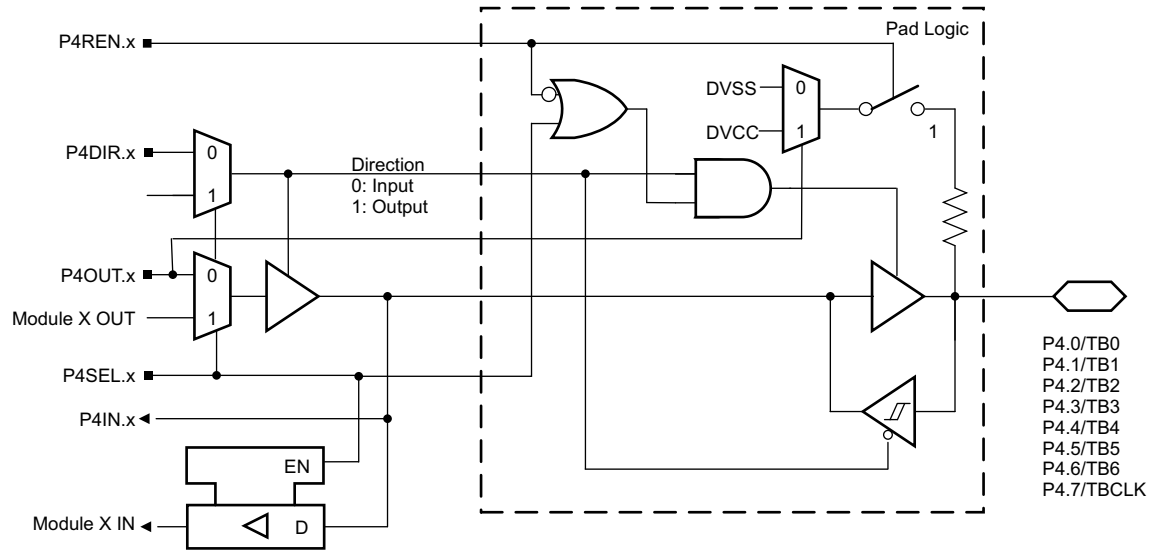 Pad Logic
P4REN.x
DVSS
0
DVCC
1
1
P4DIR.x
0
1
Direction
0: Input
1: Output
P4OUT.x
0
Module X OUT
1
P4SEL.x
P4IN.x
EN
Module X IN
D
P4.0/TB0
P4.1/TB1
P4.2/TB2
P4.3/TB3
P4.4/TB4
P4.5/TB5
P4.6/TB6
P4.7/TBCLK